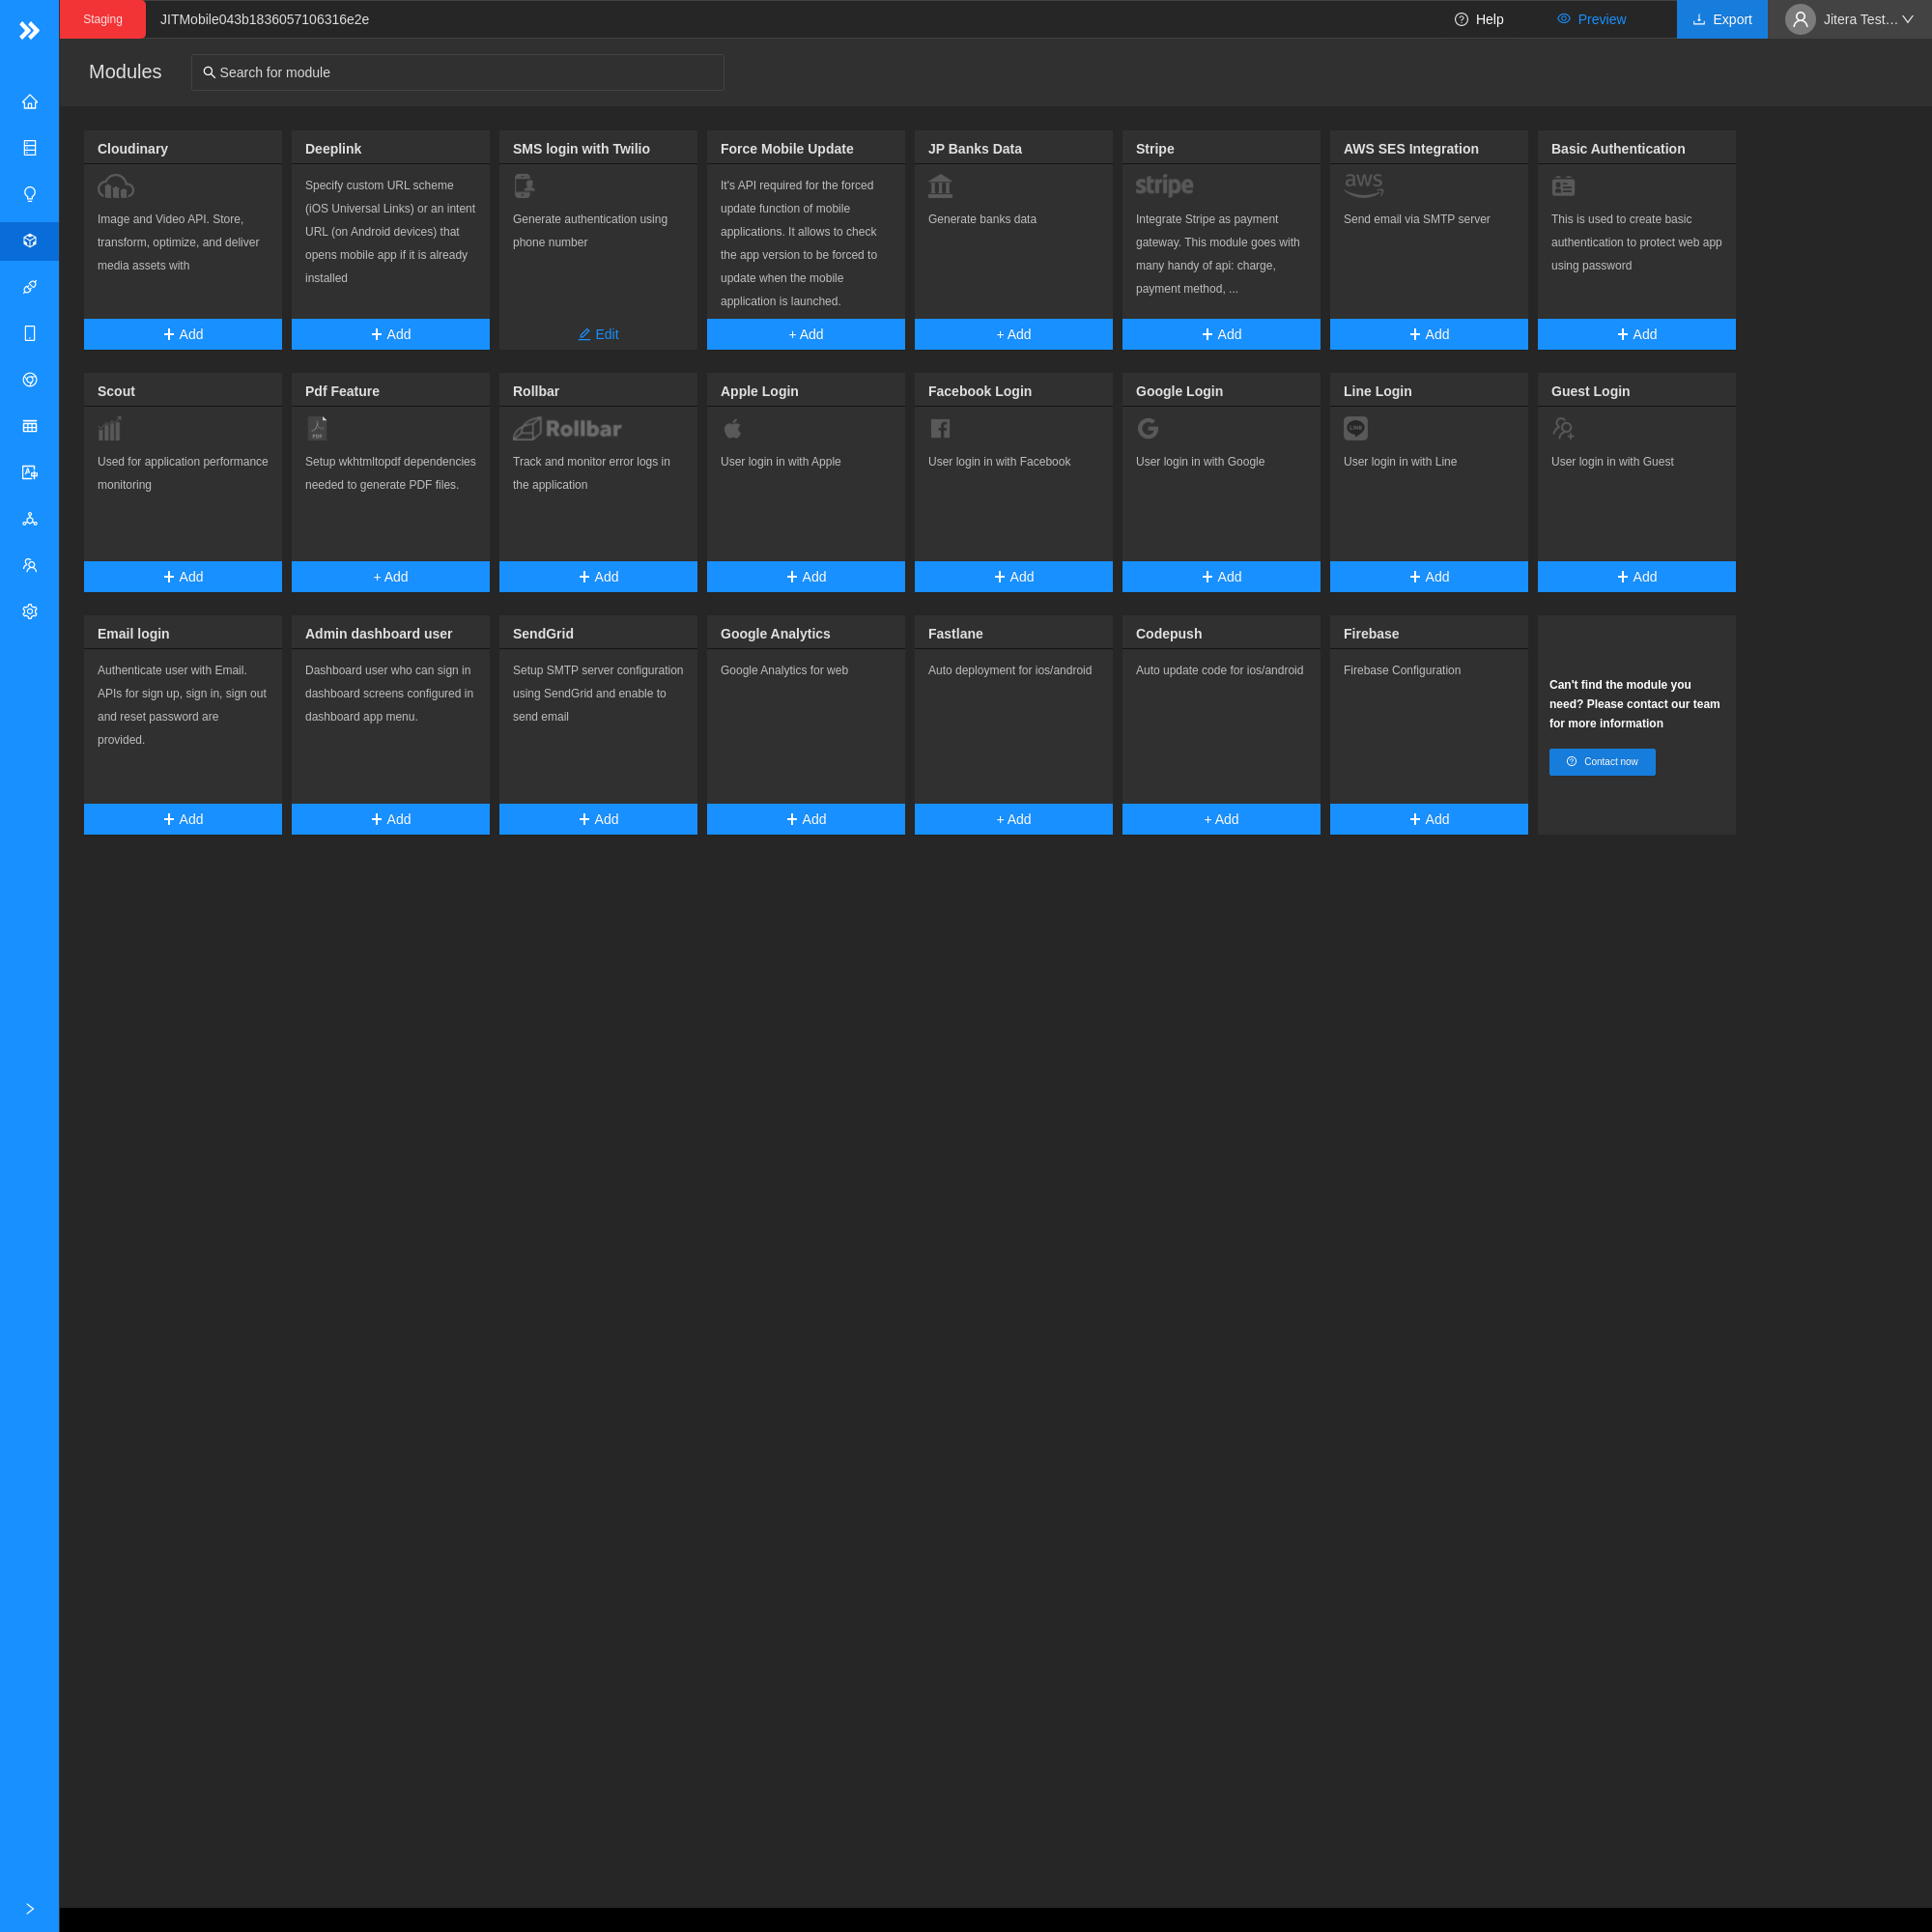 Staging
JITMobile043b1836057106316e2e
Help
Preview
Export
Jitera Test...
Modules
Search for module
Cloudinary
Image and Video API. Store,
transform, optimize, and deliver
media assets with
+ Add
Deeplink
Specify custom URL scheme
(iOS Universal Links) or an intent
URL (on Android devices) that
opens mobile app if it is already
installed
+ Add
SMS login with Twilio
Generate authentication using
phone number
Edit
Force Mobile Update
It's API required for the forced
update function of mobile
applications. It allows to check
the app version to be forced to
update when the mobile
application is launched.
+ Add
JP Banks Data
Generate banks data
+ Add
Stripe
stripe
Integrate Stripe as payment
gateway. This module goes with
many handy of api: charge,
payment method, ...
+ Add
AWS SES Integration
aws
Send email via SMTP server
+ Add
Basic Authentication
This is used to create basic
authentication to protect web app
using password
+ Add
Scout
Used for application performance
monitoring
+ Add
Pdf Feature
PDF
Setup wkhtmltopdf dependencies
needed to generate PDF files.
+ Add
Rollbar
Rollbar
Track and monitor error logs in
the application
+ Add
Apple Login
User login in with Apple
+ Add
Facebook Login
User login in with Facebook
+ Add
Google Login
User login in with Google
+ Add
Line Login
LINE
User login in with Line
+ Add
Guest Login
User login in with Guest
+ Add
Email login
Authenticate user with Email.
APIs for sign up, sign in, sign out
and reset password are
provided.
+ Add
Admin dashboard user
Dashboard user who can sign in
dashboard screens configured in
dashboard app menu.
+ Add
SendGrid
Setup SMTP server configuration
using SendGrid and enable to
send email
+ Add
Google Analytics
Google Analytics for web
+ Add
Fastlane
Auto deployment for ios/android
+ Add
Codepush
Auto update code for ios/android
+ Add
Firebase
Firebase Configuration
+ Add
Can't find the module you
need? Please contact our team
for more information
Contact now